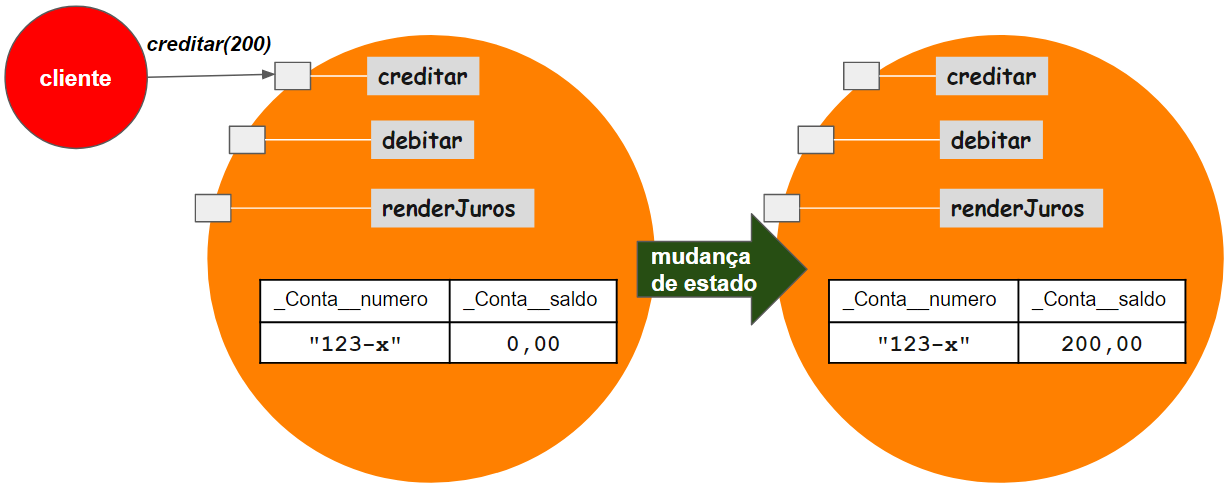 creditar(200)
cliente
creditar
debitar
renderJuros
_Conta__numero _Conta__saldo
"123-x" 0,00
mudança
de estado
creditar
debitar
renderJuros
_Conta__numero _Conta__saldo
"123-x" 200,00